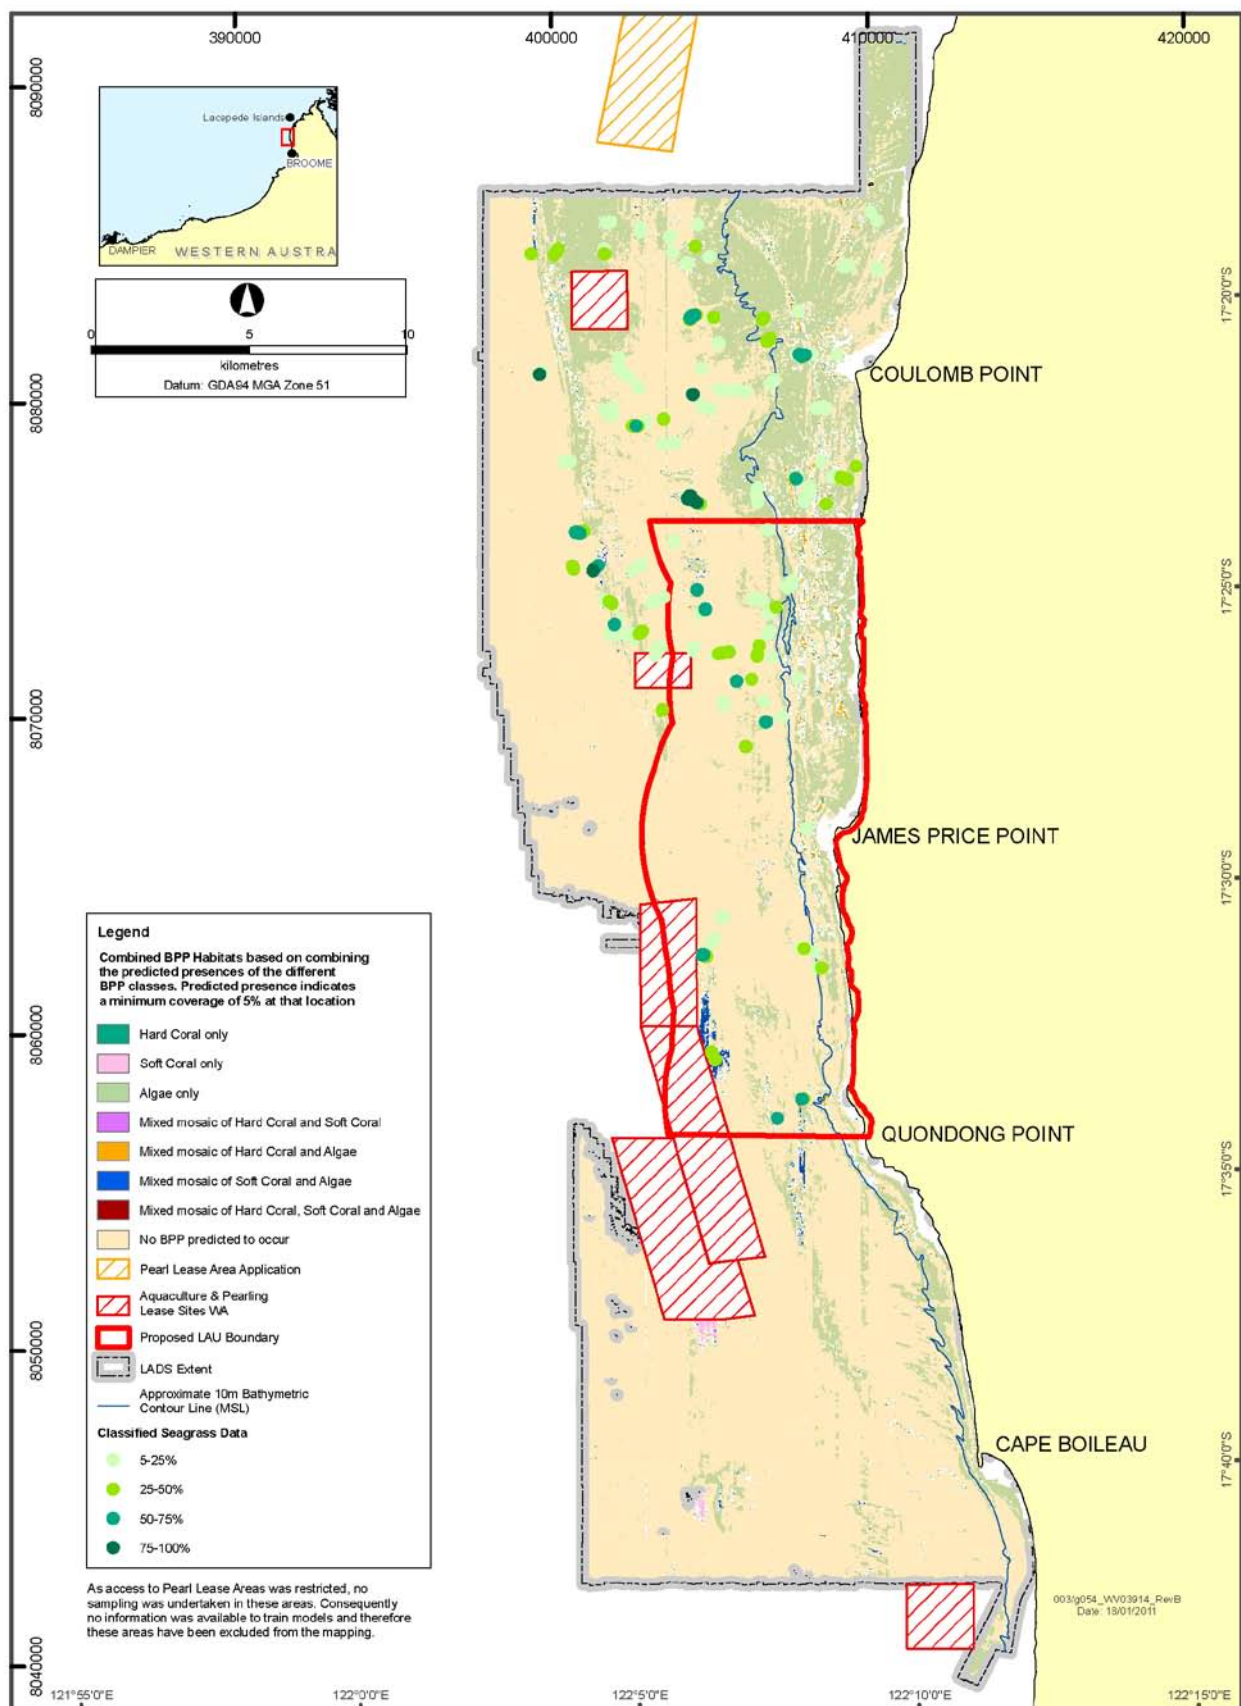 390000
400000
410000
420000
8090000
8080000
8070000
8060000
8050000
8040000
Lacepede Islands
BROOME
DAMPIER
WESTERN AUSTRA
0
5
10
kilometres
Datum: GDA94 MGA Zone 51
COULOMB POINT
JAMES PRICE POINT
QUONDONG POINT
CAPE BOILEAU
17°20'0"S
17°25'0"S
17°30'0"S
17°35'0"S
17°40'0"S
Legend
Combined BPP Habitats based on combining
the predicted presences of the different
BPP classes. Predicted presence indicates
a minimum coverage of 5% at that location
Hard Coral only
Soft Coral only
Algae only
Mixed mosaic of Hard Coral and Soft Coral
Mixed mosaic of Hard Coral and Algae
Mixed mosaic of Soft Coral and Algae
Mixed mosaic of Hard Coral, Soft Coral and Algae
No BPP predicted to occur
Pearl Lease Area Application
Aquaculture & Pearling
Lease Sites WA
Proposed LAU Boundary
LADS Extent
Approximate 10m Bathymetric
Contour Line (MSL)
Classified Seagrass Data
5-25%
25-50%
50-75%
75-100%
As access to Pearl Lease Areas was restricted, no
sampling was undertaken in these areas. Consequently
no information was available to train models and therefore
these areas have been excluded from the mapping.
003/g054_WV03914_RevB
Date: 18/01/2011
121°55'0"E
122°0'0"E
122°5'0"E
122°10'0"E
122°15'0"E